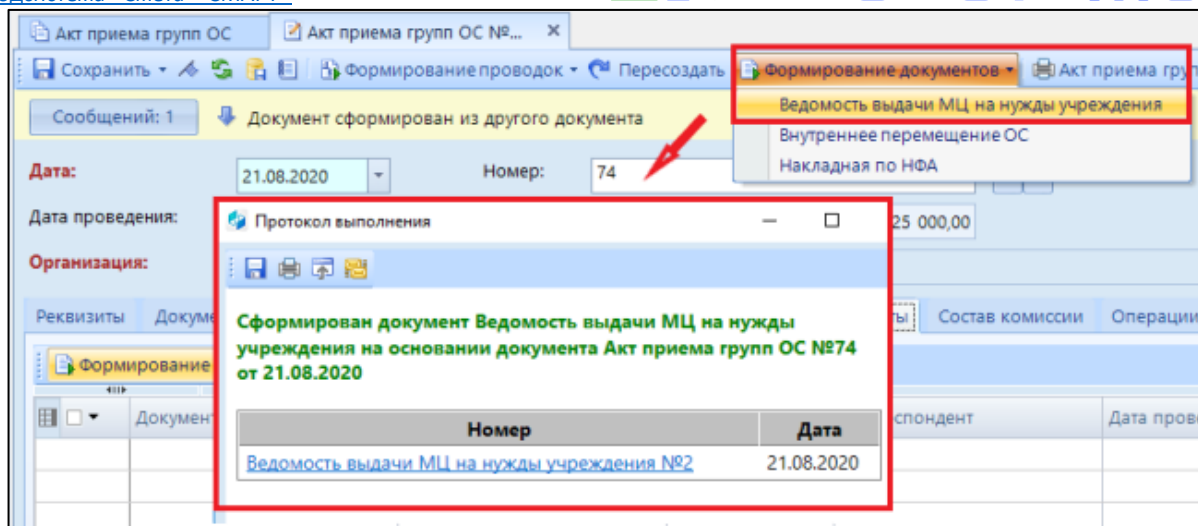 Акт приема групп ОС
Акт приема групп ОС №...
Сохранить
Формирование проводок
Пересоздать
Формирование документов
Акт приема груп
Ведомость выдачи МЦ на нужды учреждения
Внутреннее перемещение ОС
Накладная по НФА
Сообщений: 1
Документ сформирован из другого документа
Дата:
21.08.2020
Номер:
74
Дата проведения:
25 000,00
Организация:
Протокол выполнения
Реквизиты
Докуме
ты
Состав комиссии
Операции
Сформирован документ Ведомость выдачи МЦ на нужды
учреждения на основании документа Акт приема групп ОС №74
от 21.08.2020
Формирование
Документ
спондент
Дата пров
Номер
Дата
Ведомость выдачи МЦ на нужды учреждения №2
21.08.2020